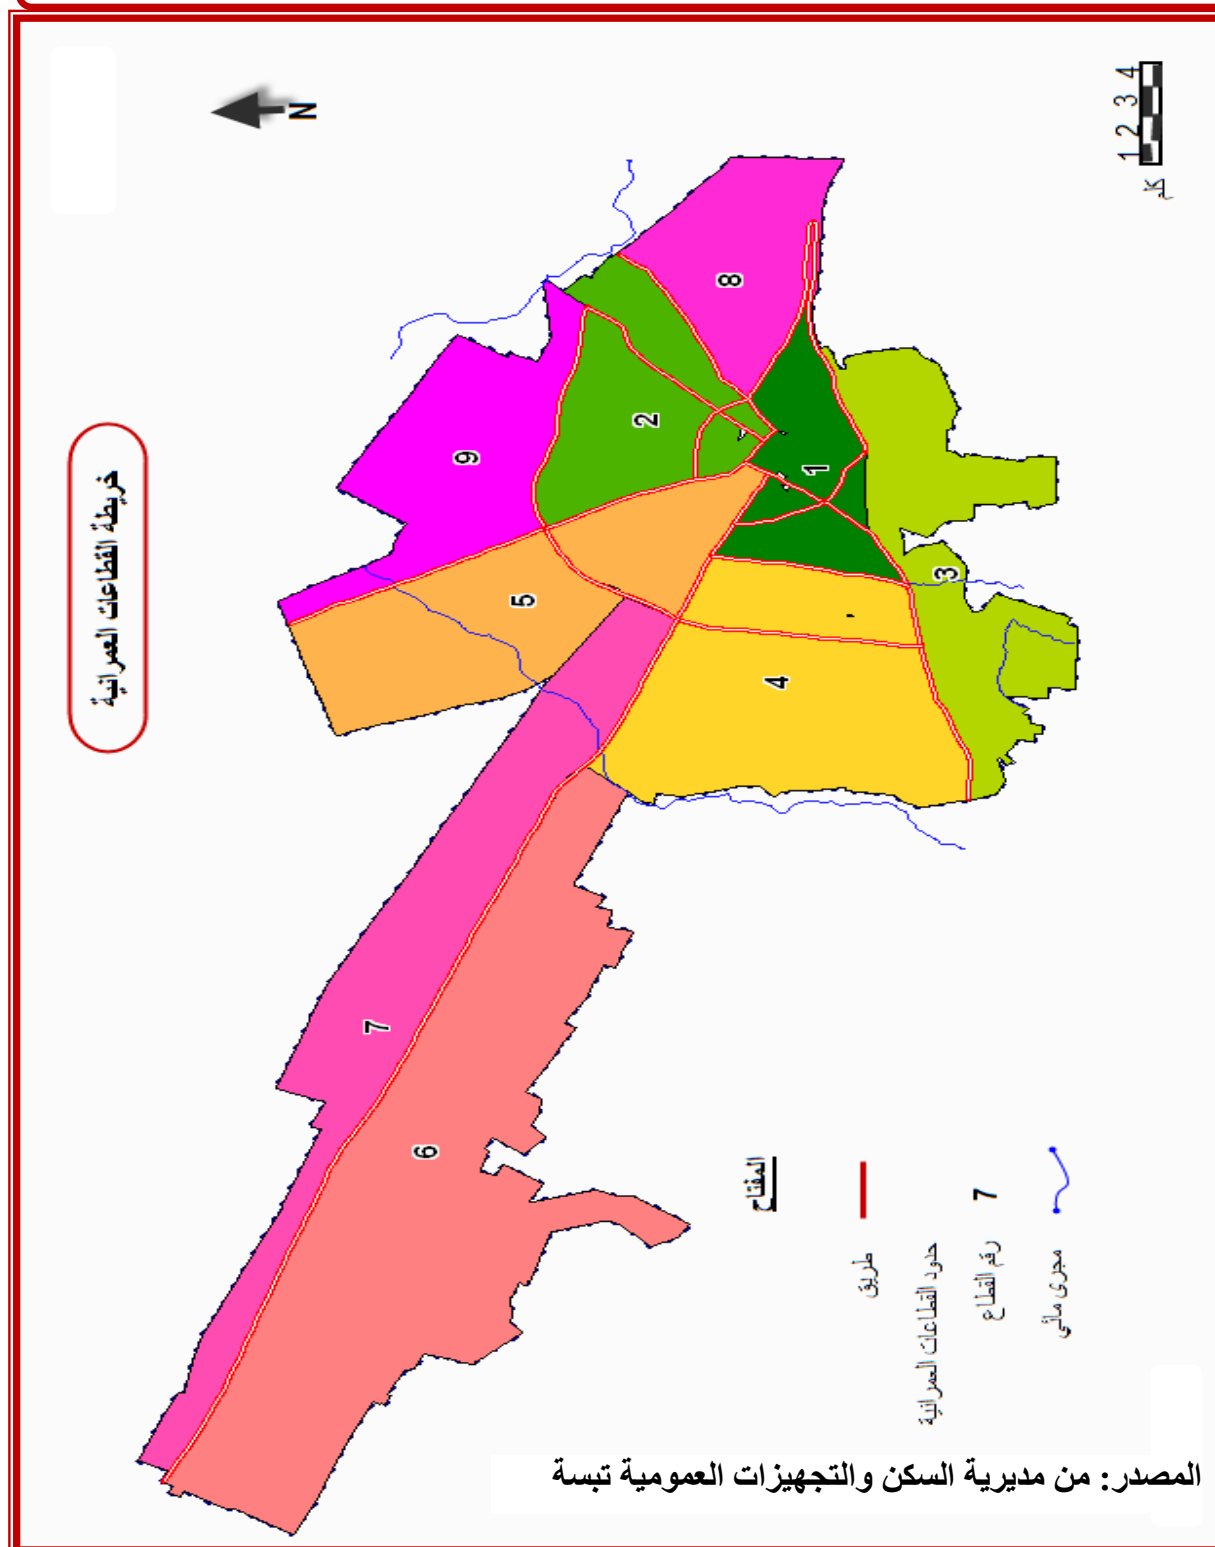 خريطة القطاعات العمرانية
N
1 2 3 4
كلم
9
8
2
5
1
3
4
7
6
المفتاح
طريق
حدود القطاعات العمرانية
رقم القطاع 7
مجرى مائي
المصدر: من مديرية السكن والتجهيزات العمومية تبسة